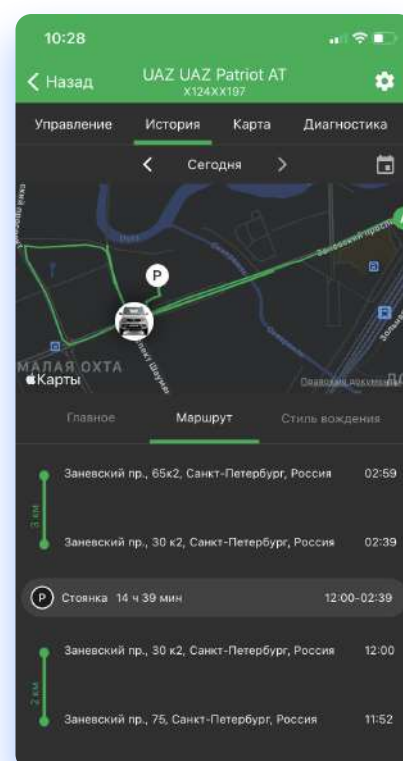 10:28
Назад
UAZ UAZ Patriot AT
X124XX197
Управление История Карта Диагностика
Сегодня
Заневский просп
P
МАЛАЯ ОХТА
Карты
Главное Маршрут Стиль вождения
Заневский пр., 65к2, Санкт-Петербург, Россия 02:59
3 км
Заневский пр., 30 к2, Санкт-Петербург, Россия 02:39
P Стоянка 14 ч 39 мин 12:00-02:39
Заневский пр., 30 к2, Санкт-Петербург, Россия 12:00
2 км
Заневский пр., 75, Санкт-Петербург, Россия 11:52